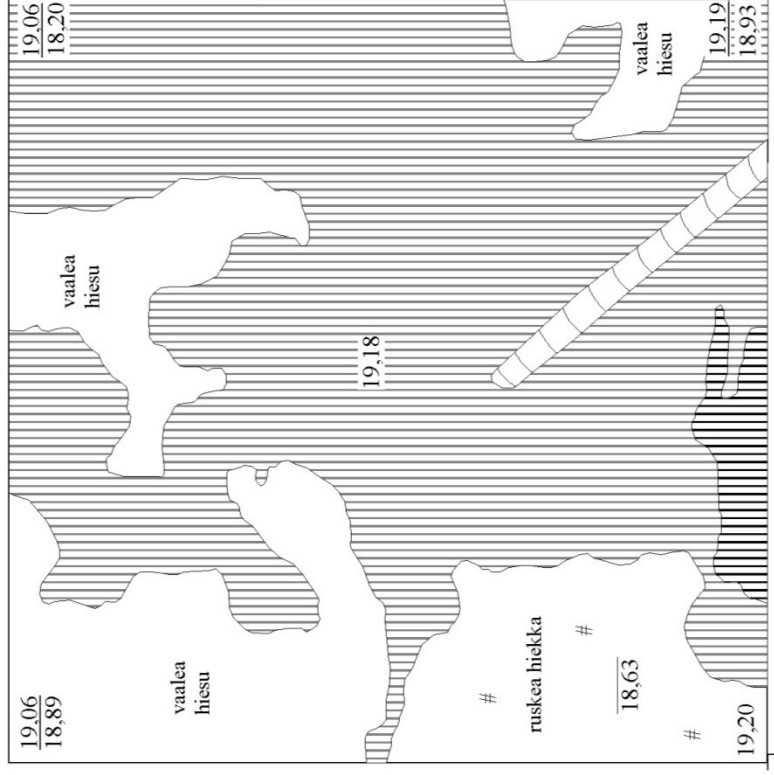 19,06
18,89
19,06
18,20
vaalea
hiesu
vaalea
hiesu
19,18
#
ruskea hiekka
#
18,63
vaalea
hiesu
#
19,20
19,19
18,93